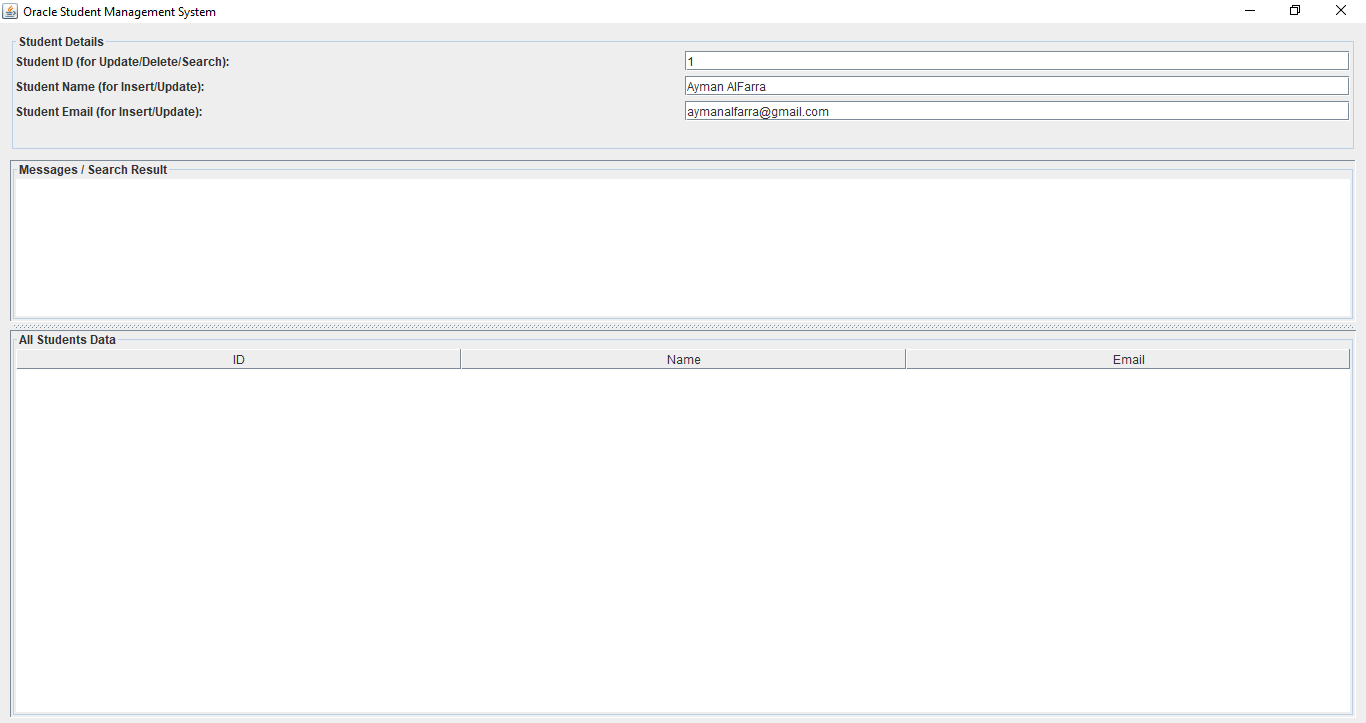 Oracle Student Management System
Student Details
Student ID (for Update/Delete/Search): 1
Student Name (for Insert/Update): Ayman AlFarra
Student Email (for Insert/Update): aymanalfarra@gmail.com
Messages / Search Result
All Students Data
ID Name Email